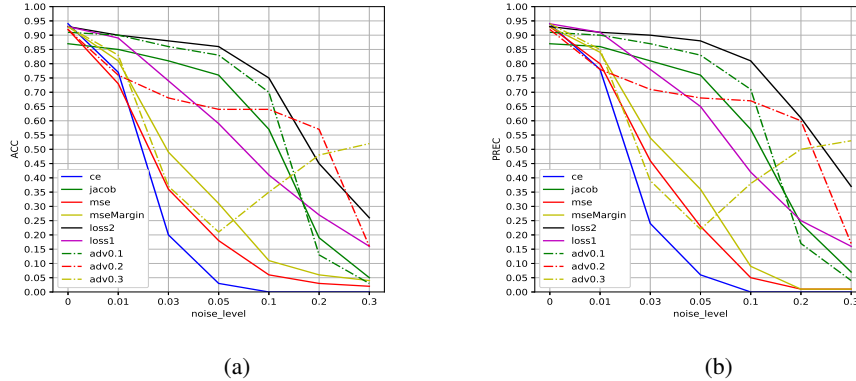 1.00
0.95
0.90
0.85
0.80
0.75
0.70
0.65
0.60
0.55
0.50
0.45
0.40
0.35
0.30
0.25
0.20
0.15
0.10
0.05
0.00
ACC
ce
jacob
mse
mseMargin
loss2
loss1
adv0.1
adv0.2
adv0.3
0 0.01 0.03 0.05 0.1 0.2 0.3
noise_level
(a)
1.00
0.95
0.90
0.85
0.80
0.75
0.70
0.65
0.60
0.55
0.50
0.45
0.40
0.35
0.30
0.25
0.20
0.15
0.10
0.05
0.00
PREC
ce
jacob
mse
mseMargin
loss2
loss1
adv0.1
adv0.2
adv0.3
0 0.01 0.03 0.05 0.1 0.2 0.3
noise_level
(b)